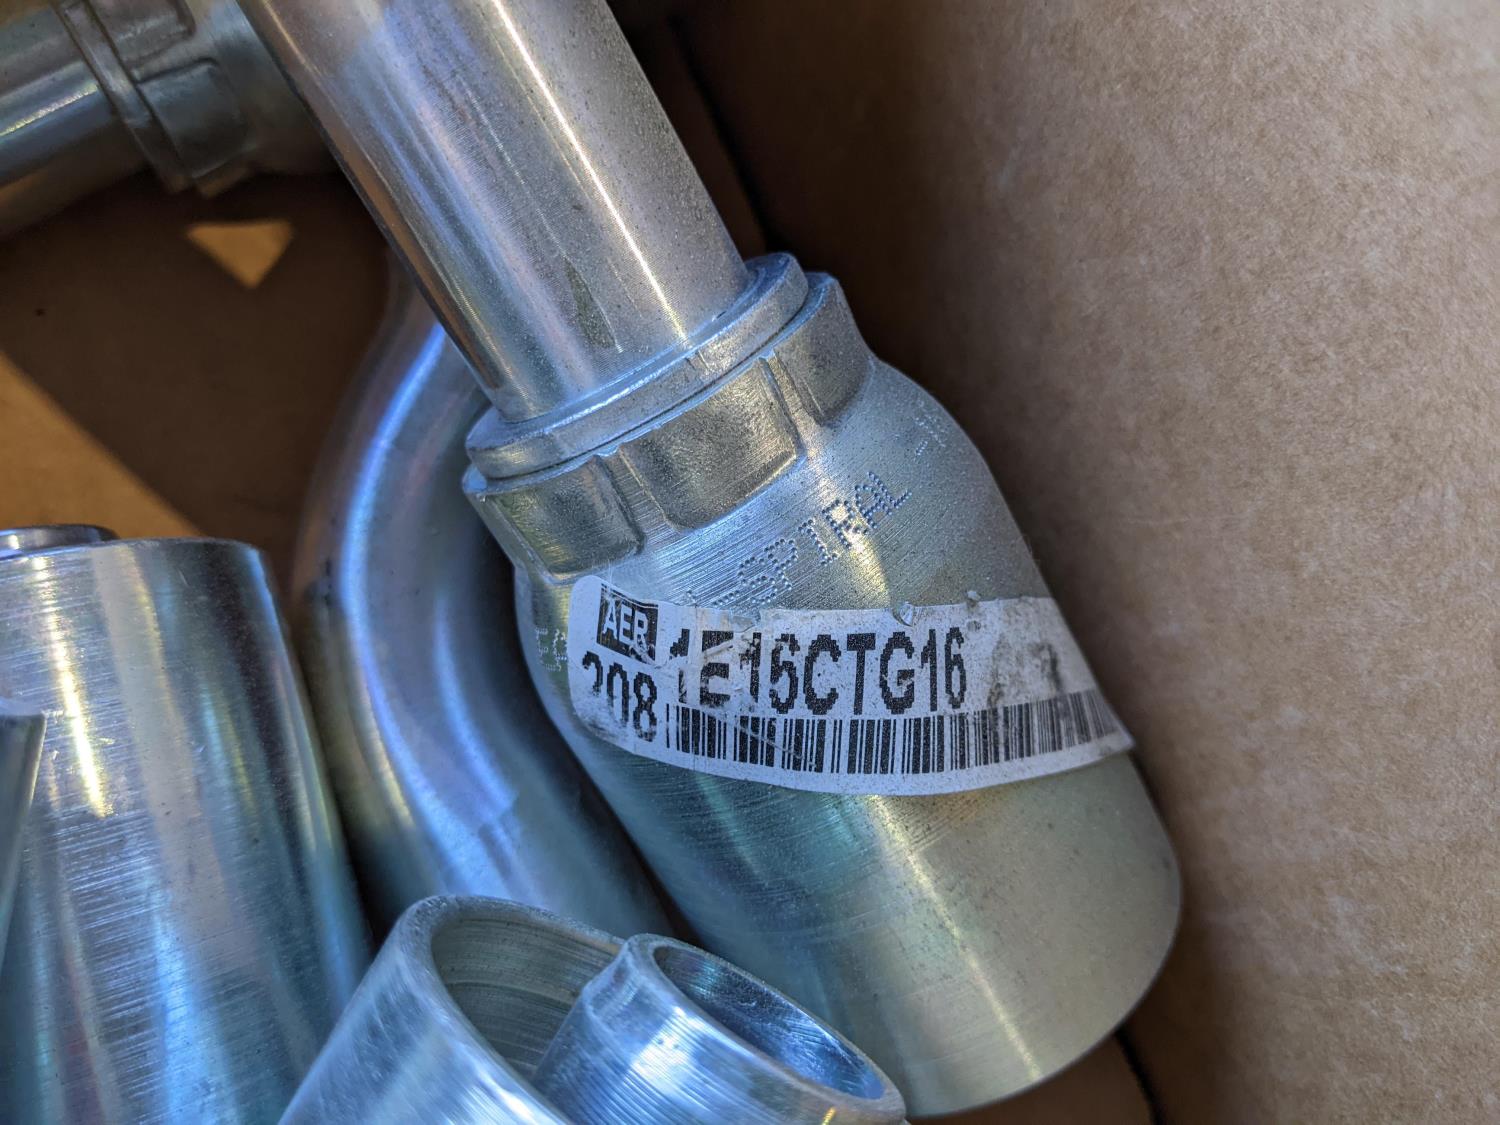 SPIRAL
AER
208 1E16CTG16